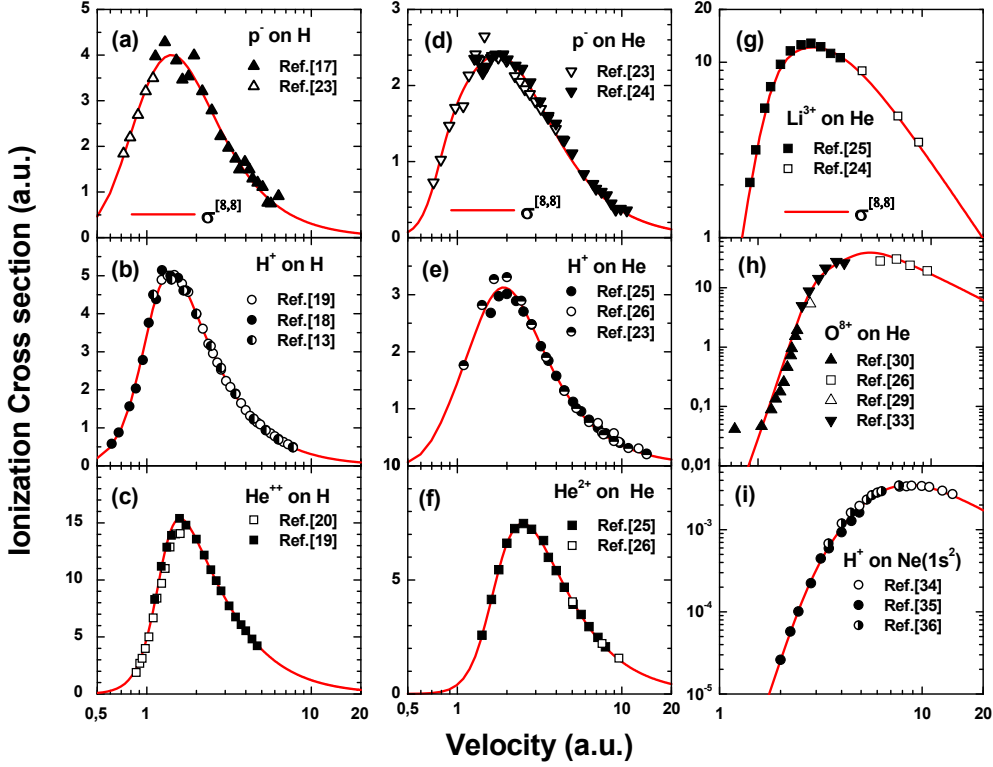 Ionization Cross section (a.u.)
(a)
p⁻ on H
Ref.[17]
Ref.[23]
σ[8,8]
5
4
3
2
1
0
(b)
H⁺ on H
Ref.[19]
Ref.[18]
Ref.[13]
5
4
3
2
1
0
(c)
He⁺⁺ on H
Ref.[20]
Ref.[19]
15
10
5
0
0,5
1
10
20
(d)
p⁻ on He
Ref.[23]
Ref.[24]
σ[8,8]
2
1
0
(e)
H⁺ on He
Ref.[25]
Ref.[26]
Ref.[23]
3
2
1
10
(f)
He²⁺ on He
Ref.[25]
Ref.[26]
5
0
0,5
1
10
20
(g)
Li³⁺ on He
Ref.[25]
Ref.[24]
σ[8,8]
10
1
(h)
O⁸⁺ on He
Ref.[30]
Ref.[26]
Ref.[29]
Ref.[33]
10
1
0,1
0,01
(i)
H⁺ on Ne(1s²)
Ref.[34]
Ref.[35]
Ref.[36]
10⁻³
10⁻⁴
10⁻⁵
1
10
20
Velocity (a.u.)